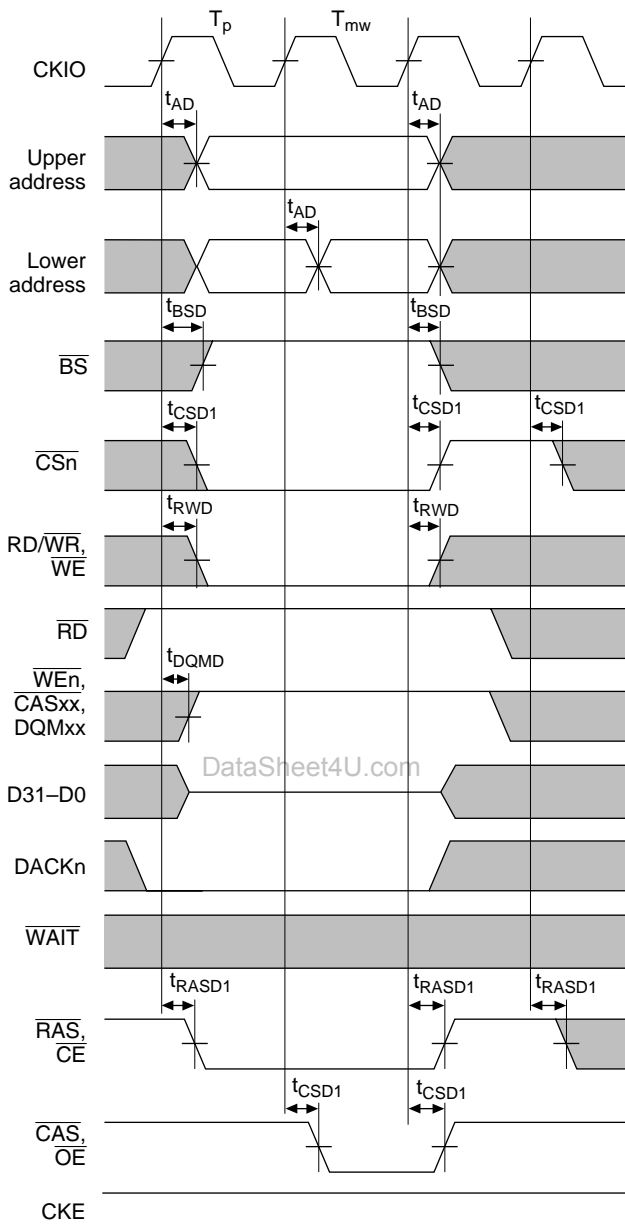 Tp Tmw
CKIO
tAD tAD
Upper
address
tAD
Lower
address
tBSD tBSD
BS
tCSD1 tCSD1 tCSD1
CSn
tRWD tRWD
RD/WR,
WE
RD
tDQMD
WEn,
CASxx,
DQMxx
DataSheet4U.com
D31–D0
DACKn
WAIT
tRASD1 tRASD1 tRASD1
RAS,
CE
tCSD1 tCSD1
CAS,
OE
CKE